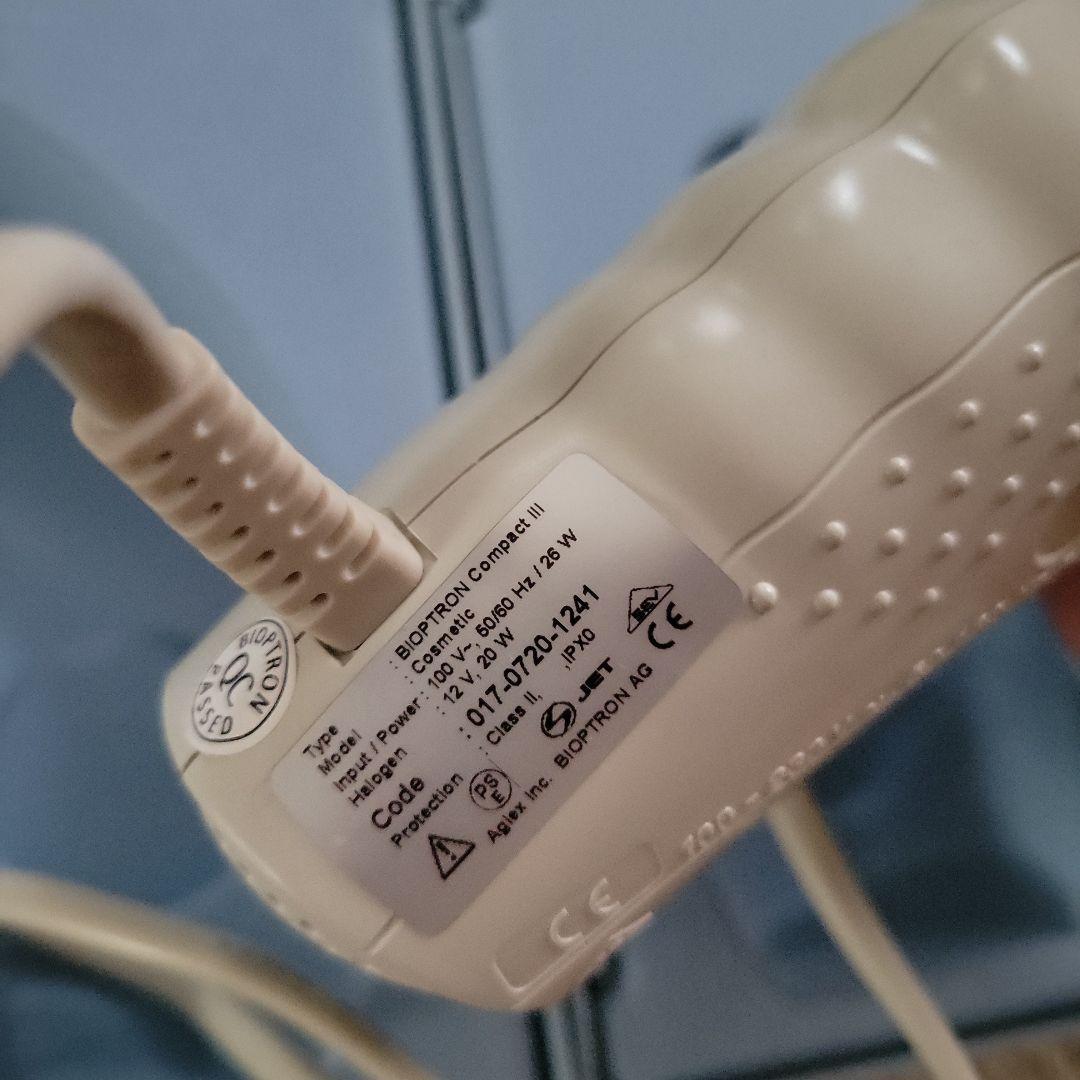 Type : BIOPTRON Compact III
Model : Cosmetic
Input / Power : 100 V~, 50/60 Hz / 26 W
Halogen : 12 V, 20 W
Code : 017-0720-1241
Protection : Class II, ,IPX0
PS E JET
Aglex Inc. BIOPTRON AG CE
BIOPTRON
QC
PASSED
CE